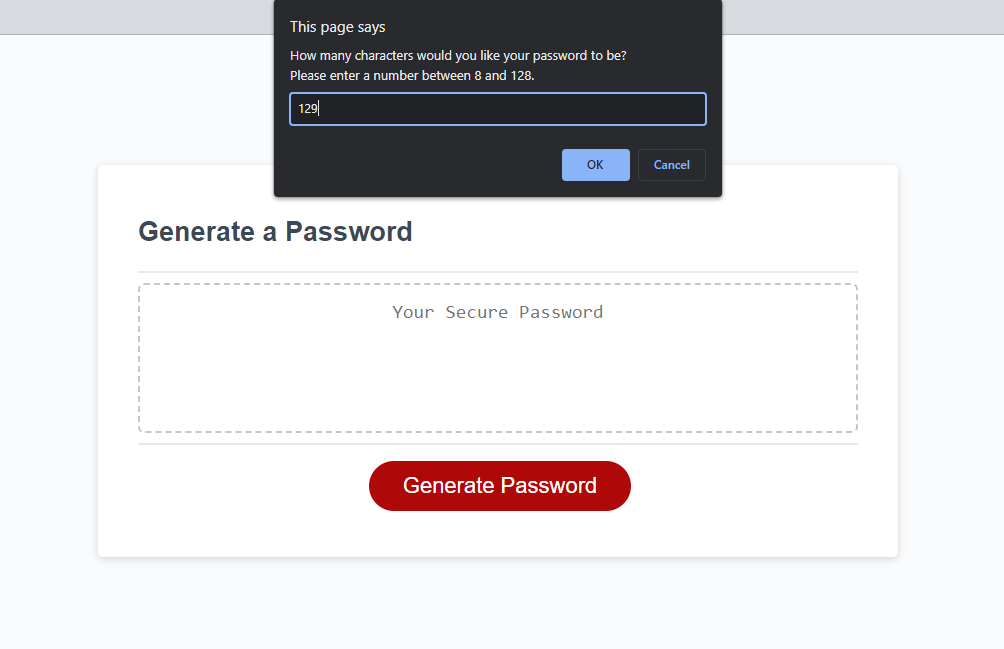 This page says
How many characters would you like your password to be?
Please enter a number between 8 and 128.
129
OK
Cancel
Generate a Password
Your Secure Password
Generate Password